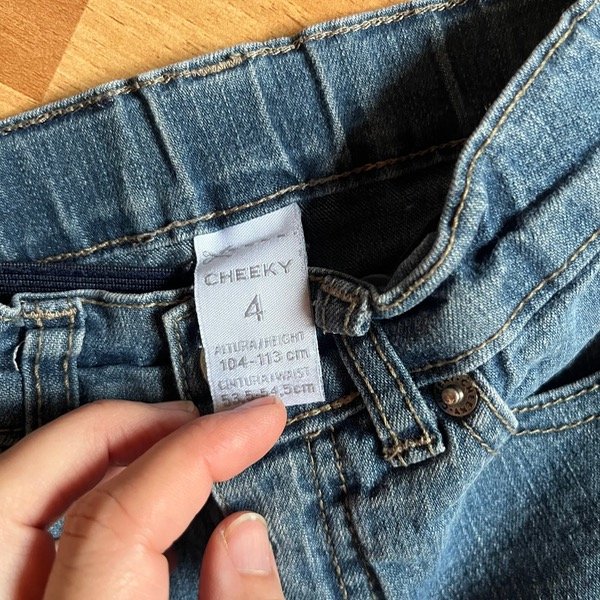 CHEEKY
4
ALTURA / HEIGHT
104-113 cm
CINTURA / WAIST